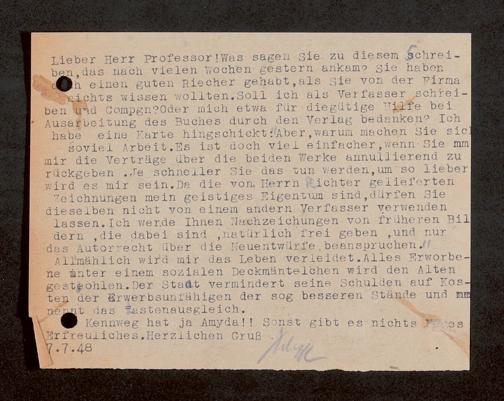 Lieber Herr Professor!Was sagen Sie zu diesem Schrei-
ben,das nach vielen Wochen gestern ankam? Sie haben
doch einen guten Riecher gehabt,als Sie von der Firma
nichts wissen wollten.Soll ich als Verfasser schrei-
ben und Compgn?Oder mich etwa für diegütige Hilfe bei
Ausarbeitung des Buches durch den Verlag bedanken? Ich
habe eine Karte hingschickt!Aber,warum machen Sie sich
soviel Arbeit.Es ist doch viel einfacher,wenn Sie mm
mir die Verträge über die beiden Werke annullierend zu
rückgeben .Je schneller Sie das tun werden,um so lieber
wird es mir sein.Da die von Herrn Richter gelieferten
Zeichnungen mein geistiges Eigentum sind,dürfen Sie
dieselben nicht von einem andern Verfasser verwenden
lassen.Ich werde Ihnen Nachzeichungen von früheren Bil
dern ,die dabei sind ,natürlich frei geben ,und nur
das Autorrecht über die Neuentwürfe beanspruchen."
Allmählich wird mir das Leben verleidet.Alles Erworbe-
ne unter einem sozialen Deckmäntelchen wird den Alten
gestohlen.Der Stadt vermindert seine Schulden auf Kos-
ten der Erwerbsunfähigen der sog besseren Stände und mm
nennt das Lastenausgleich.
Kennweg hat ja Amyda!! Sonst gibt es nichts
Erfreuliches.Herzlichen Gruß
7.7.48